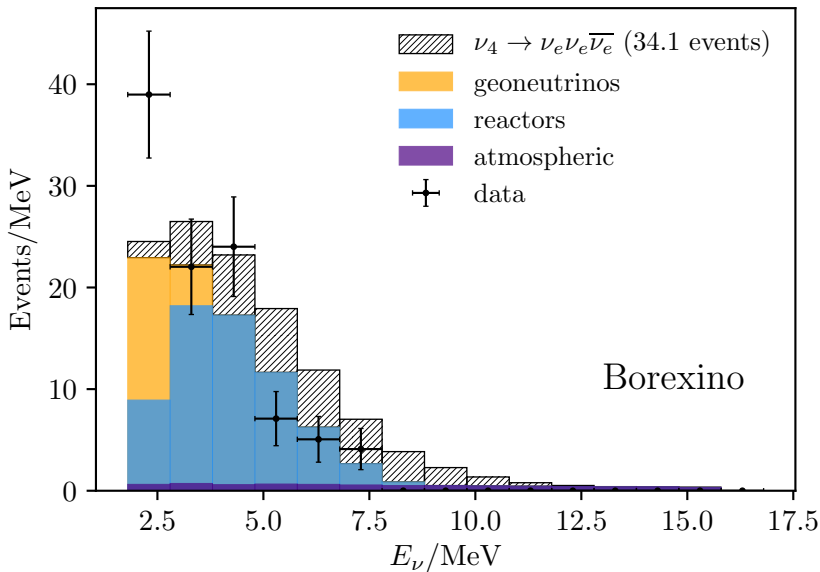 ν₄ → νₑνₑν̅ₑ (34.1 events)
geoneutrinos
reactors
atmospheric
data
Borexino
Events/MeV
40
30
20
10
0
2.5 5.0 7.5 10.0 12.5 15.0 17.5
E_ν/MeV